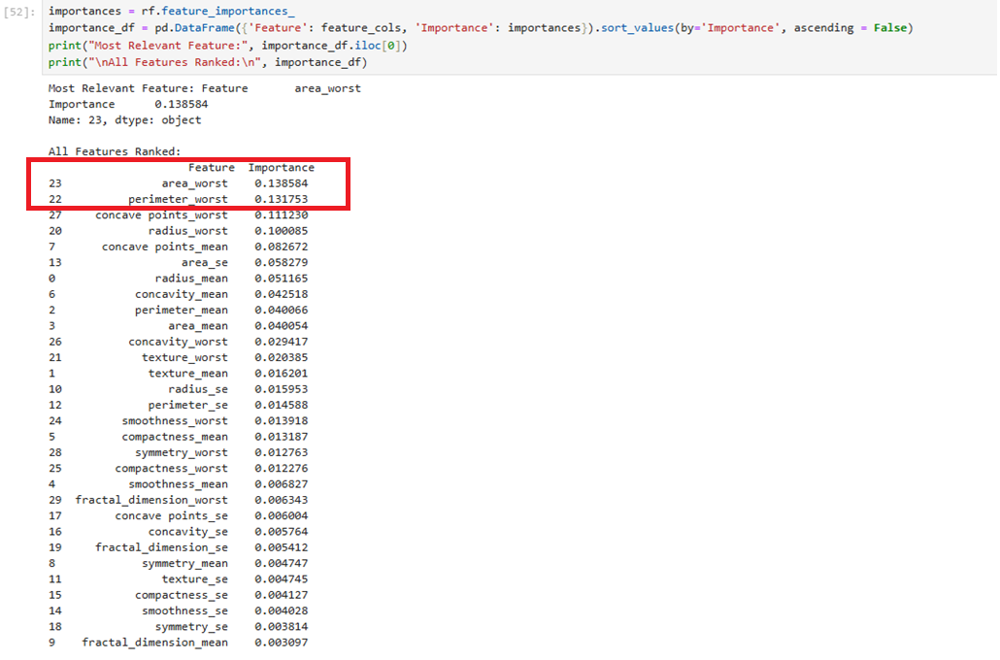 [52]: importances = rf.feature_importances_
importance_df = pd.DataFrame({'Feature': feature_cols, 'Importance': importances}).sort_values(by='Importance', ascending = False)
print("Most Relevant Feature:", importance_df.iloc[0])
print("\nAll Features Ranked:\n", importance_df)
Most Relevant Feature: Feature area_worst
Importance 0.138584
Name: 23, dtype: object
All Features Ranked:
Feature Importance
23 area_worst 0.138584
22 perimeter_worst 0.131753
27 concave points_worst 0.111230
20 radius_worst 0.100085
7 concave points_mean 0.082672
13 area_se 0.058279
0 radius_mean 0.051165
6 concavity_mean 0.042518
2 perimeter_mean 0.040066
3 area_mean 0.040054
26 concavity_worst 0.029417
21 texture_worst 0.020385
1 texture_mean 0.016201
10 radius_se 0.015953
12 perimeter_se 0.014588
24 smoothness_worst 0.013918
5 compactness_mean 0.013187
28 symmetry_worst 0.012763
25 compactness_worst 0.012276
4 smoothness_mean 0.006827
29 fractal_dimension_worst 0.006343
17 concave points_se 0.006004
16 concavity_se 0.005764
19 fractal_dimension_se 0.005412
8 symmetry_mean 0.004747
11 texture_se 0.004745
15 compactness_se 0.004127
14 smoothness_se 0.004028
18 symmetry_se 0.003814
9 fractal_dimension_mean 0.003097